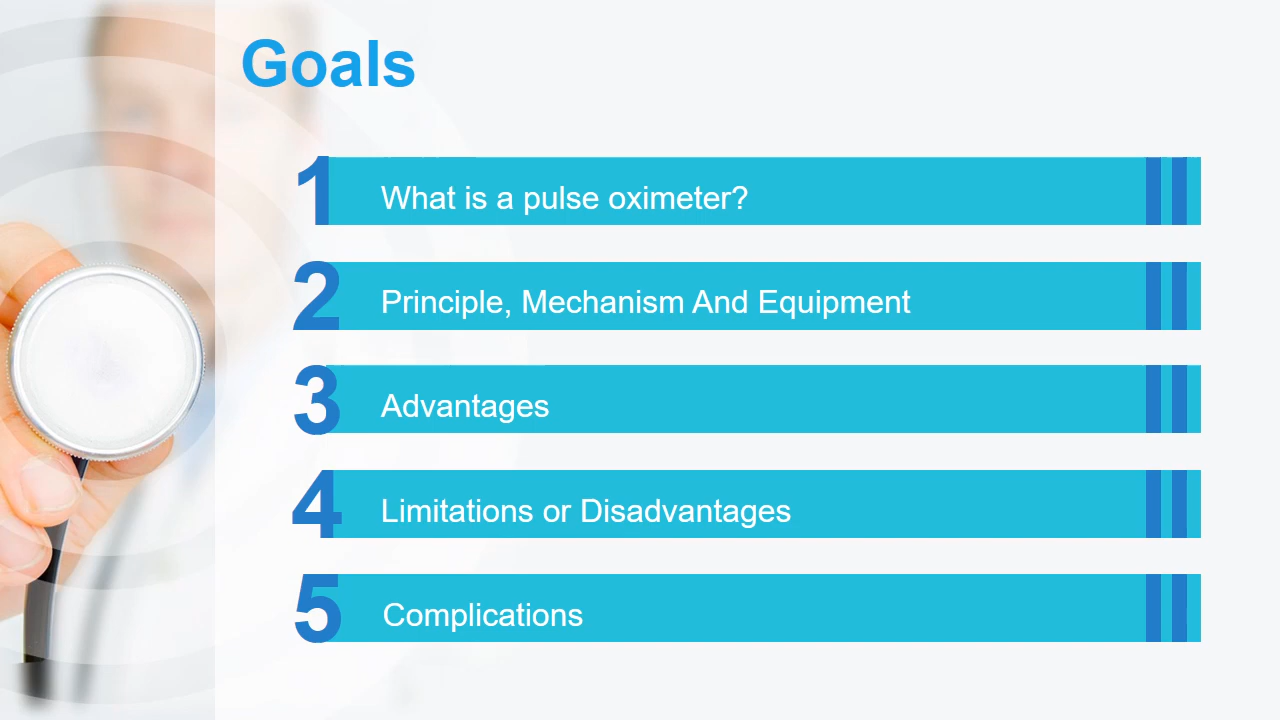 Goals
1 What is a pulse oximeter?
2 Principle, Mechanism And Equipment
3 Advantages
4 Limitations or Disadvantages
5 Complications